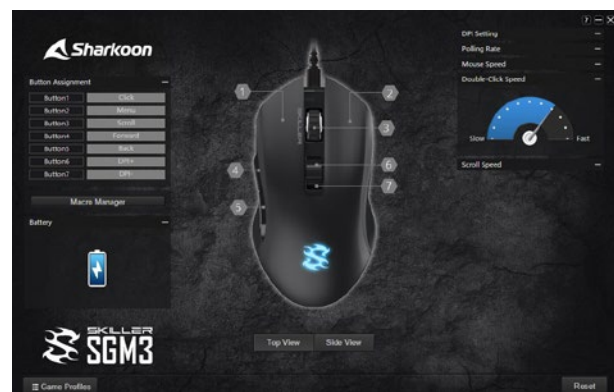 Sharkoon
Button Assignment
Button1 Click
Button2 Menu
Button3 Scroll
Button4 Forward
Button5 Back
Button6 DPI+
Button7 DPI-
Macro Manager
Battery
SKILLER
SGM3
Game Profiles
1
2
3
4
5
6
7
Top View Side View
?
DPI Setting
Polling Rate
Mouse Speed
Double-Click Speed
Slow Fast
Scroll Speed
Reset